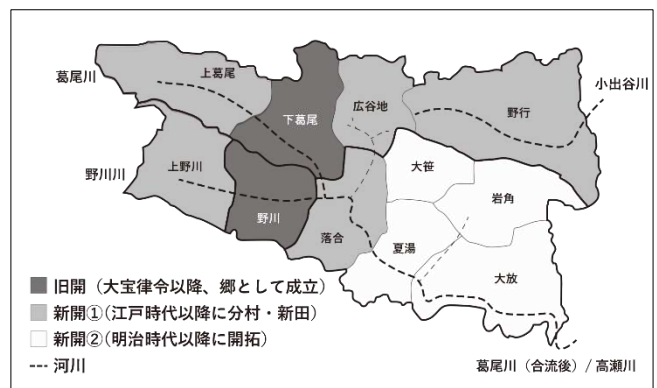 葛尾川
上葛尾
下葛尾
広谷地
野行
小出谷川
野川川
上野川
野川
落合
大笹
岩角
夏湯
大放
旧開（大宝律令以降、郷として成立）
新開①（江戸時代以降に分村・新田）
新開②（明治時代以降に開拓）
河川
葛尾川（合流後）/ 高瀬川